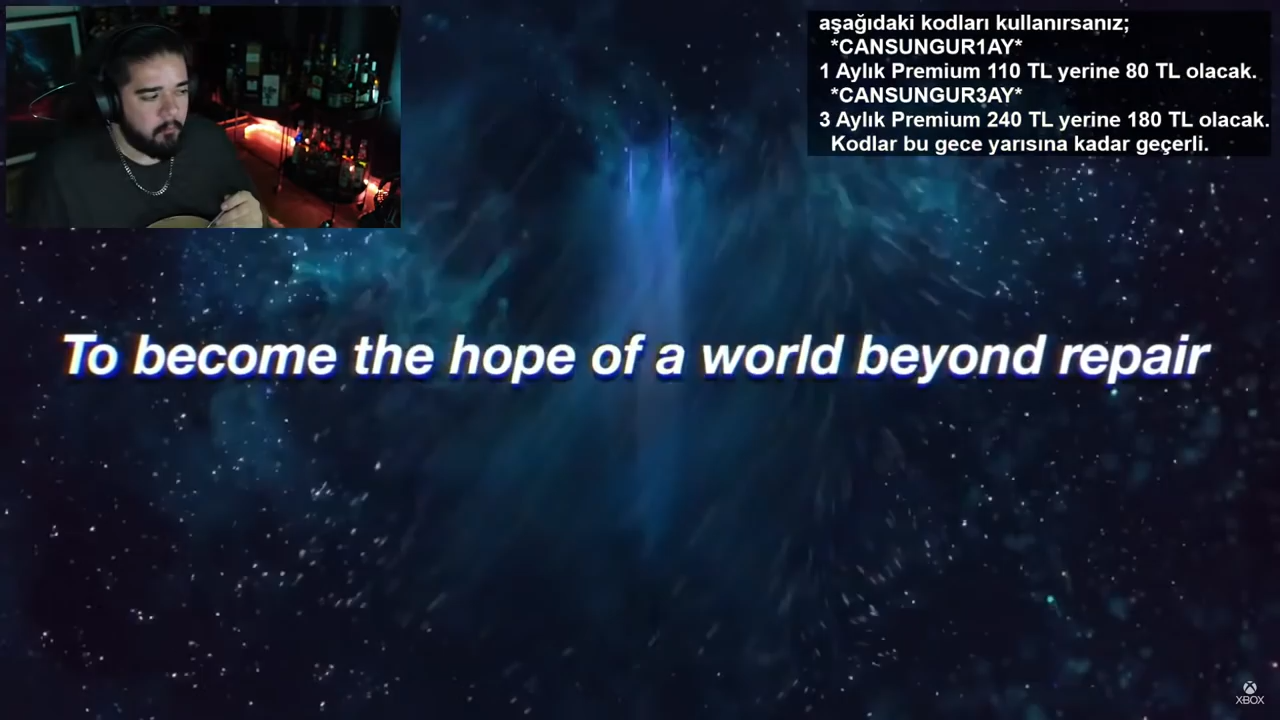 aşağıdaki kodları kullanırsanız;
*CANSUNGUR1AY*
1 Aylık Premium 110 TL yerine 80 TL olacak.
*CANSUNGUR3AY*
3 Aylık Premium 240 TL yerine 180 TL olacak.
Kodlar bu gece yarısına kadar geçerli.
To become the hope of a world beyond repair
XBOX